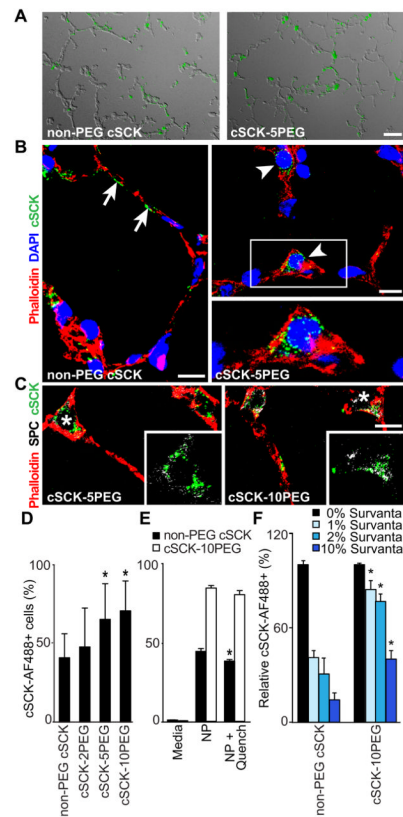 A
non-PEG cSCK
cSCK-5PEG
B
Phalloidin DAPI cSCK
non-PEG cSCK
cSCK-5PEG
C
Phalloidin SPC cSCK
*
cSCK-5PEG
*
cSCK-10PEG
D
cSCK-AF488+ cells (%)
100
50
0
*
*
non-PEG cSCK
cSCK-2PEG
cSCK-5PEG
cSCK-10PEG
E
non-PEG cSCK
cSCK-10PEG
100
50
0
*
Media
NP
NP +
Quench
F
0% Survanta
1% Survanta
2% Survanta
10% Survanta
Relative cSCK-AF488+ (%)
120
60
0
*
*
*
non-PEG cSCK
cSCK-10PEG